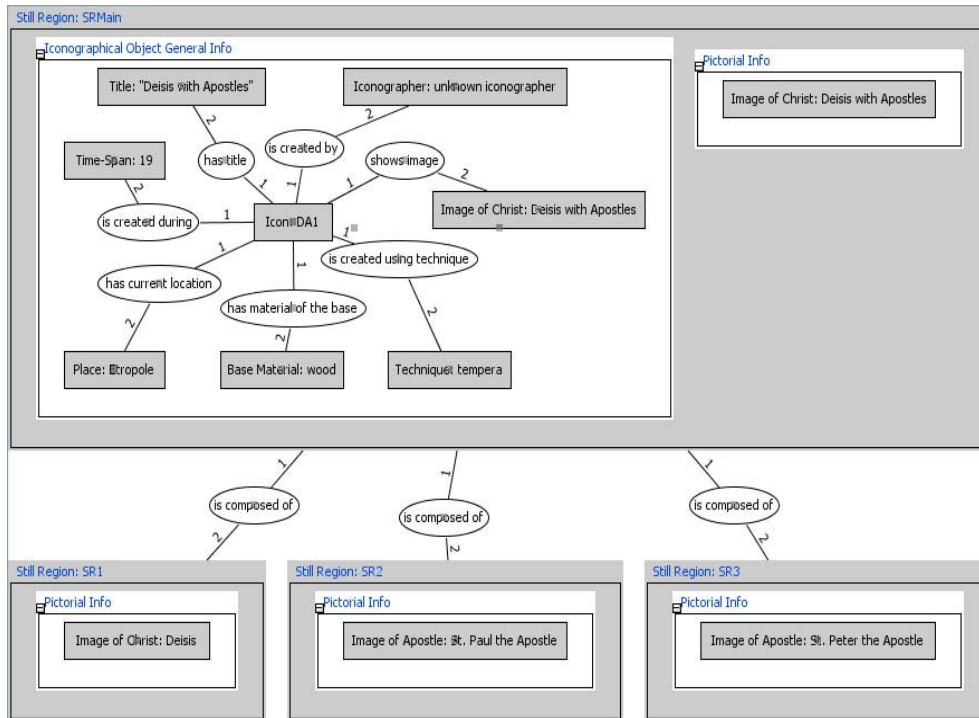 Still Region: SRMain
Iconographical Object General Info
Pictorial Info
Title: "Deisis with Apostles"
Iconographer: unknown iconographer
Image of Christ: Deisis with Apostles
2
2
is created by
has title
shows image
Time-Span: 19
2
1
1
1
2
is created during
1
Icon: DA1
Image of Christ: Deisis with Apostles
1
1
1
is created using technique
has current location
has material of the base
2
2
2
Place: Etropole
Base Material: wood
Technique: tempera
1
1
1
is composed of
is composed of
is composed of
2
2
2
Still Region: SR1
Still Region: SR2
Still Region: SR3
Pictorial Info
Pictorial Info
Pictorial Info
Image of Christ: Deisis
Image of Apostle: St. Paul the Apostle
Image of Apostle: St. Peter the Apostle